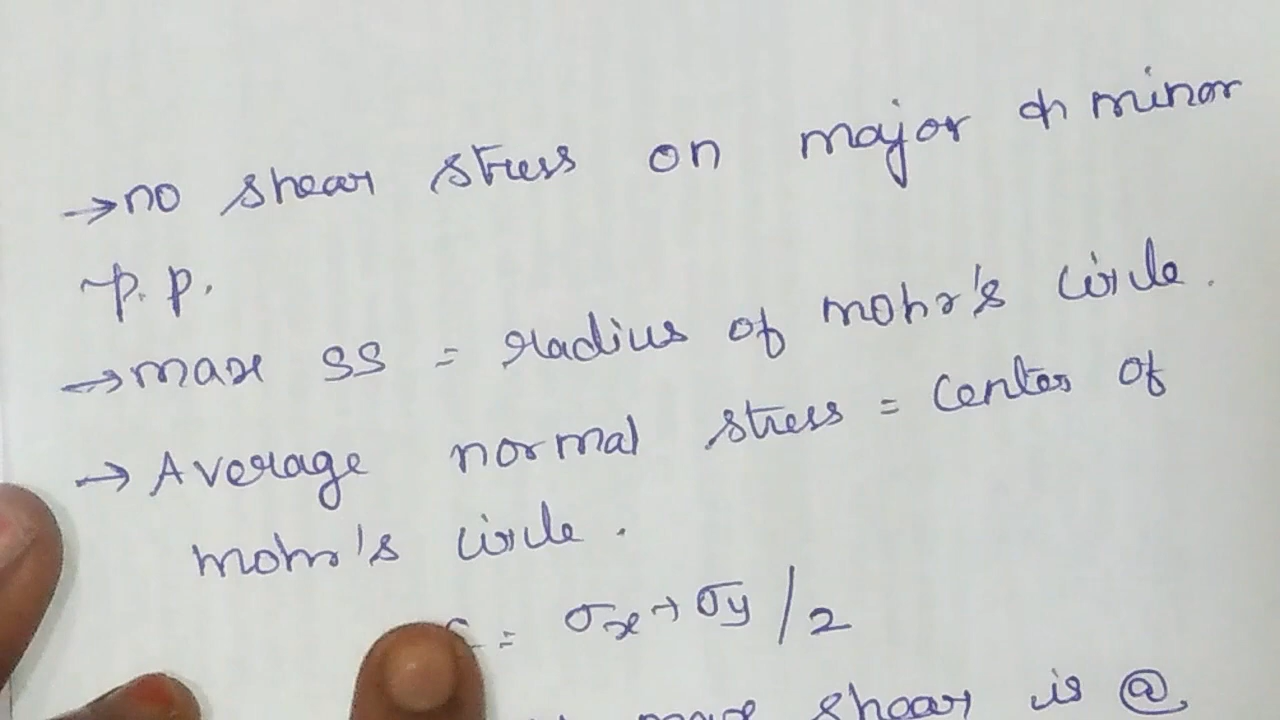 → no shear stress on major & minor
p.p.
→ max SS = radius of mohr's circle.
→ Average normal stress = center of
mohr's circle.
= σx + σy / 2
max shear is @